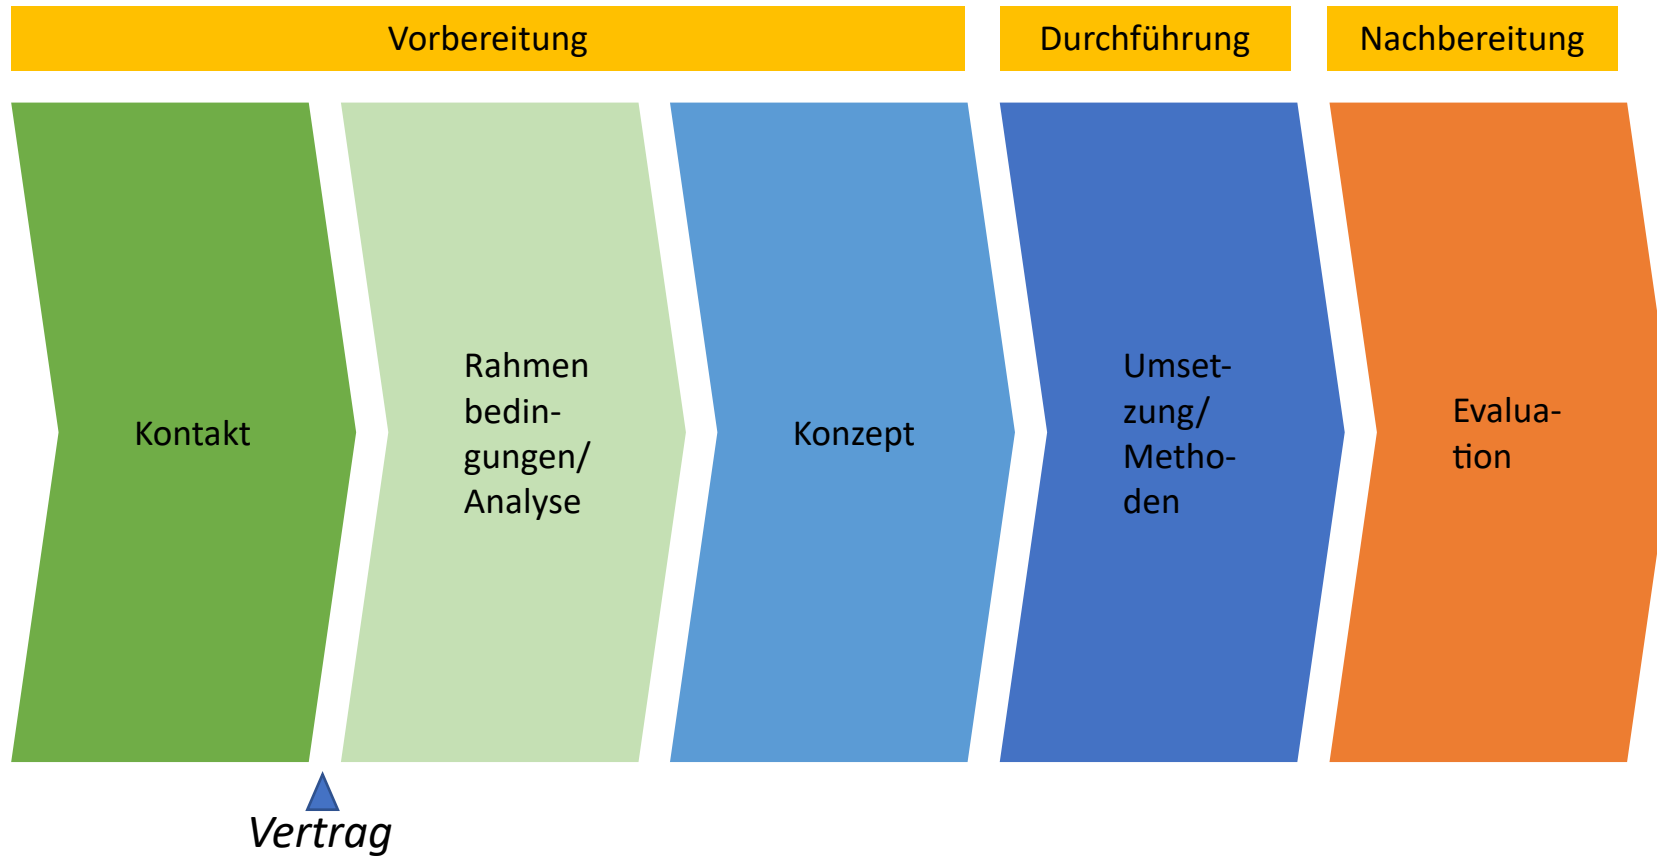 Vorbereitung
Durchführung
Nachbereitung
Kontakt
Rahmen
bedin-
gungen/
Analyse
Konzept
Umset-
zung/
Metho-
den
Evalua-
tion
Vertrag